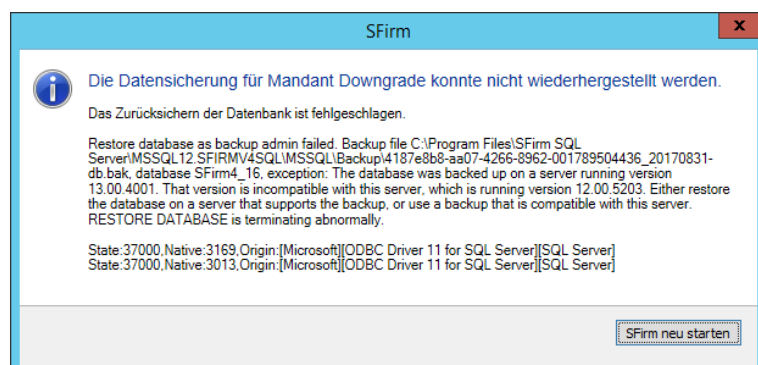 SFirm
x
Die Datensicherung für Mandant Downgrade konnte nicht wiederhergestellt werden.
Das Zurücksichern der Datenbank ist fehlgeschlagen.
Restore database as backup admin failed. Backup file C:\Program Files\SFirm SQL
Server\MSSQL12.SFIRMV4SQL\MSSQL\Backup\4187e8b8-aa07-4266-8962-001789504436_20170831-
db.bak, database SFirm4_16, exception: The database was backed up on a server running version
13.00.4001. That version is incompatible with this server, which is running version 12.00.5203. Either restore
the database on a server that supports the backup, or use a backup that is compatible with this server.
RESTORE DATABASE is terminating abnormally.
State:37000,Native:3169,Origin:[Microsoft][ODBC Driver 11 for SQL Server][SQL Server]
State:37000,Native:3013,Origin:[Microsoft][ODBC Driver 11 for SQL Server][SQL Server]
SFirm neu starten